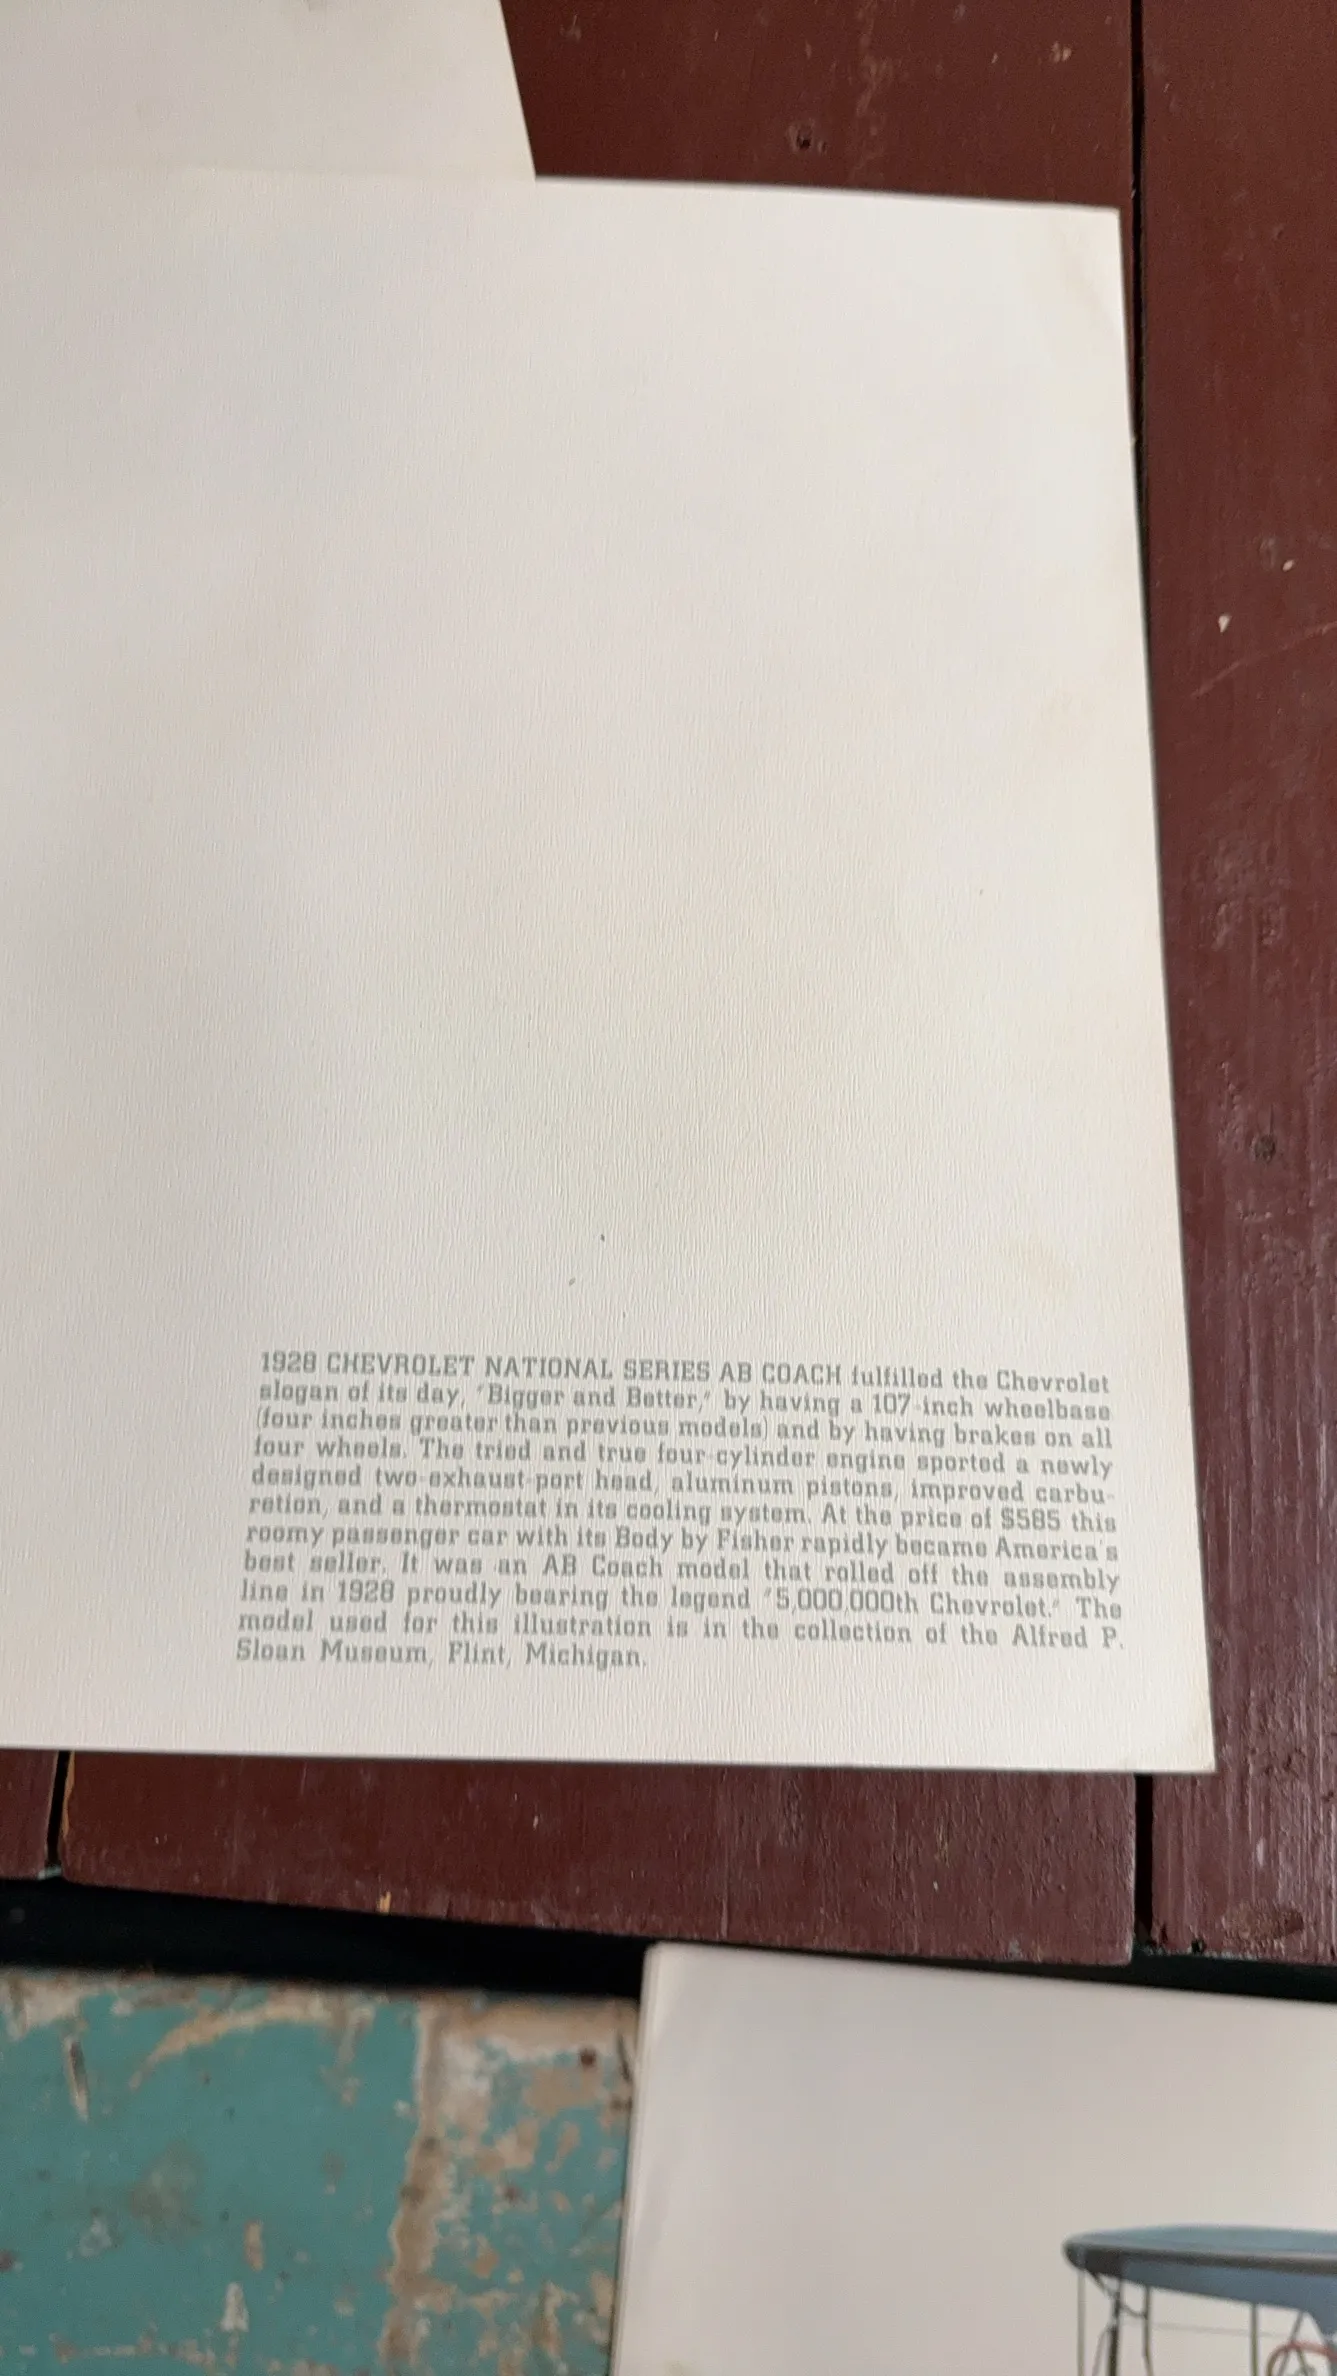 1928 CHEVROLET NATIONAL SERIES AB COACH fulfilled the Chevrolet
slogan of its day, "Bigger and Better," by having a 107-inch wheelbase
(four inches greater than previous models) and by having brakes on all
four wheels. The tried and true four-cylinder engine sported a newly
designed two-exhaust-port head, aluminum pistons, improved carbu-
retion, and a thermostat in its cooling system. At the price of $585 this
roomy passenger car with its Body by Fisher rapidly became America's
best seller. It was an AB Coach model that rolled off the assembly
line in 1928 proudly bearing the legend "5,000,000th Chevrolet." The
model used for this illustration is in the collection of the Alfred P.
Sloan Museum, Flint, Michigan.